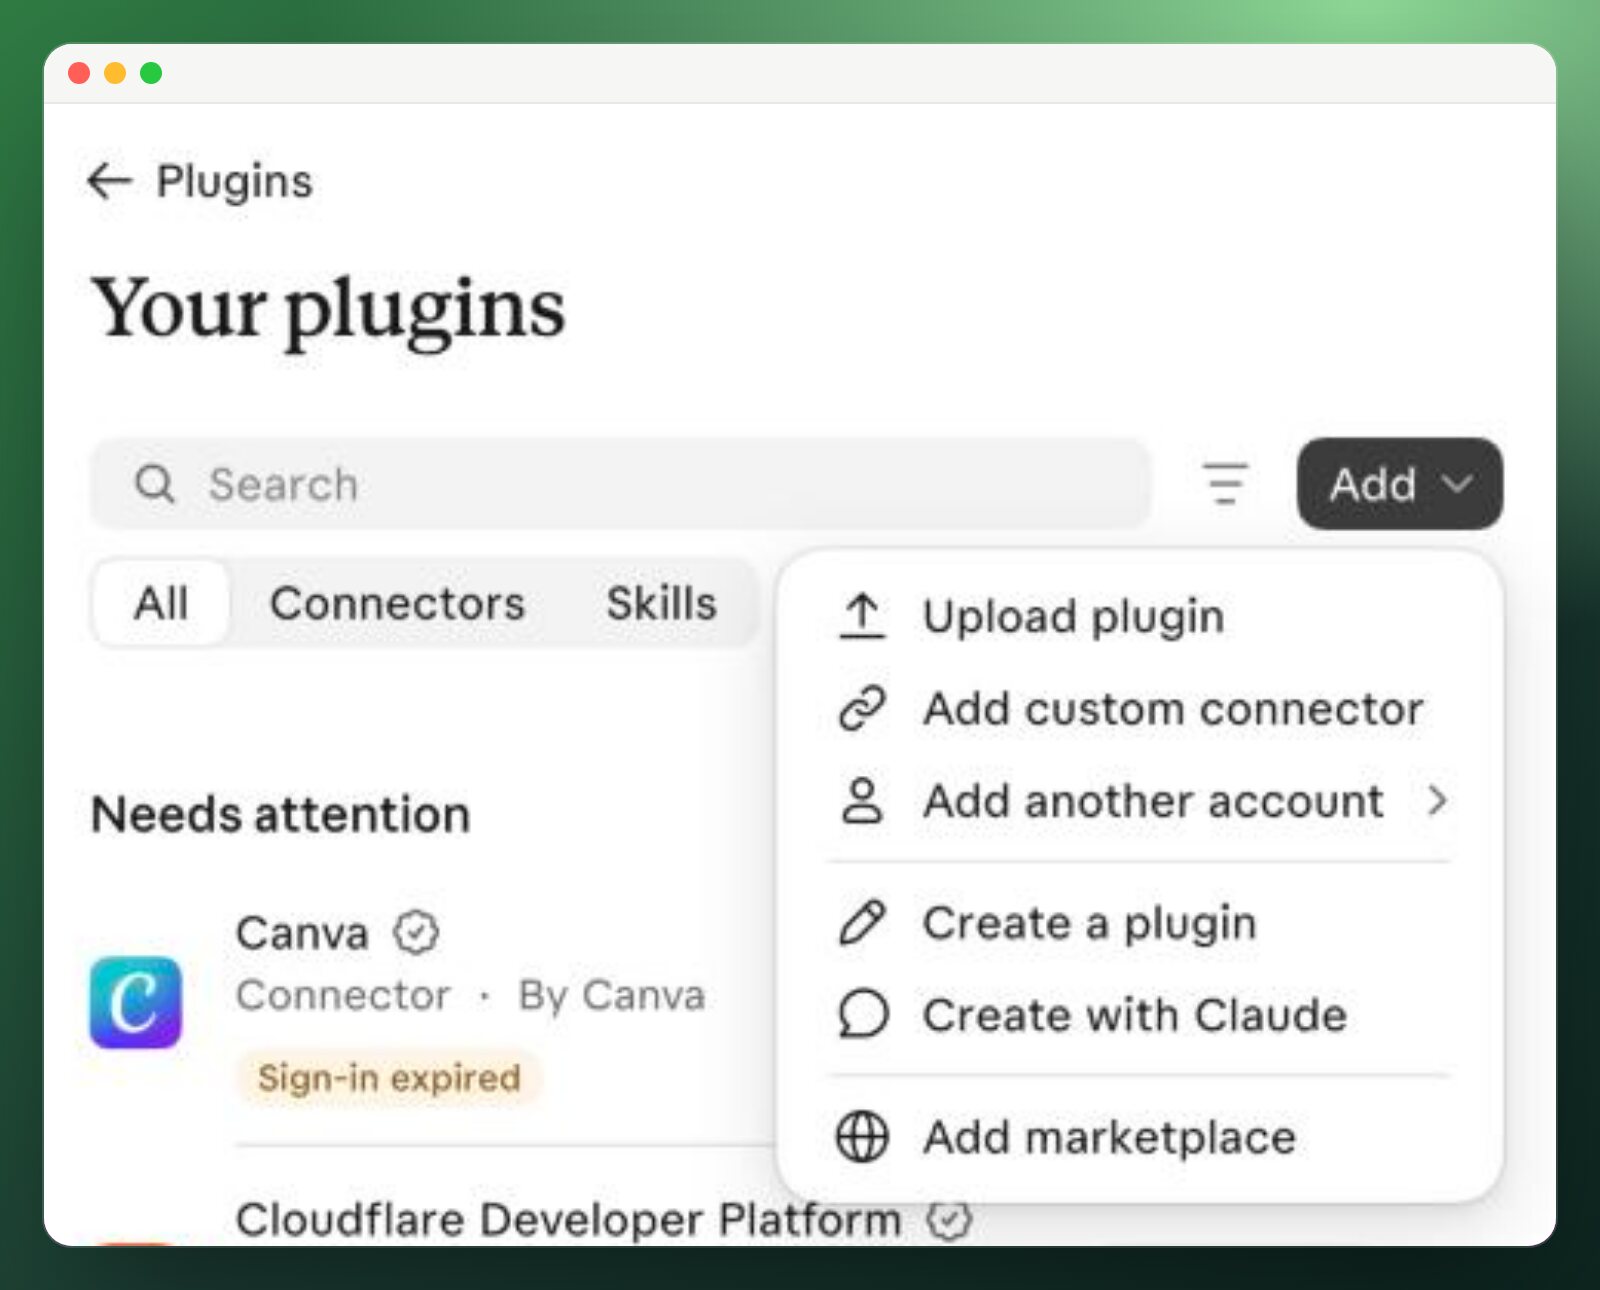 Plugins
Your plugins
Search
Add
All
Connectors
Skills
Upload plugin
Add custom connector
Add another account
Create a plugin
Create with Claude
Add marketplace
Needs attention
Canva
Connector · By Canva
Sign-in expired
Cloudflare Developer Platform